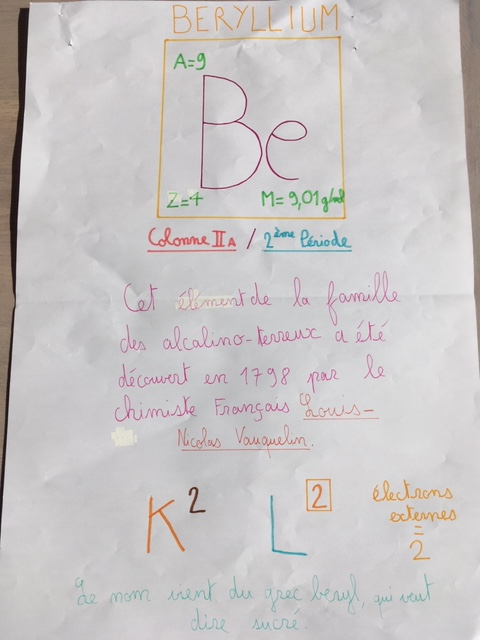 BERYLLIUM
A=9
Be
Z=4
M=9,01g/mol
Colonne IIA / 2ème Période
Cet élément de la famille
des alcalino-terreux a été
découvert en 1798 par le
chimiste Français Louis-
Nicolas Vauquelin.
K² L²
électrons
externes
=
2
Le nom vient du grec beryl, qui veut
dire sucré